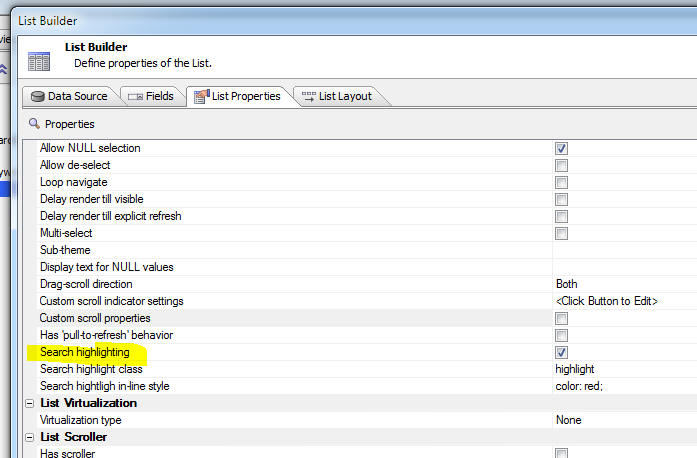 List Builder
List Builder
Define properties of the List.
Data Source Fields List Properties List Layout
Properties
Allow NULL selection
Allow de-select
Loop navigate
Delay render till visible
Delay render till explicit refresh
Multi-select
Sub-theme
Display text for NULL values
Drag-scroll direction Both
Custom scroll indicator settings <Click Button to Edit>
Custom scroll properties
Has 'pull-to-refresh' behavior
Search highlighting
Search highlight class highlight
Search hightligh in-line style color: red;
List Virtualization
Virtualization type None
List Scroller
Has scroller